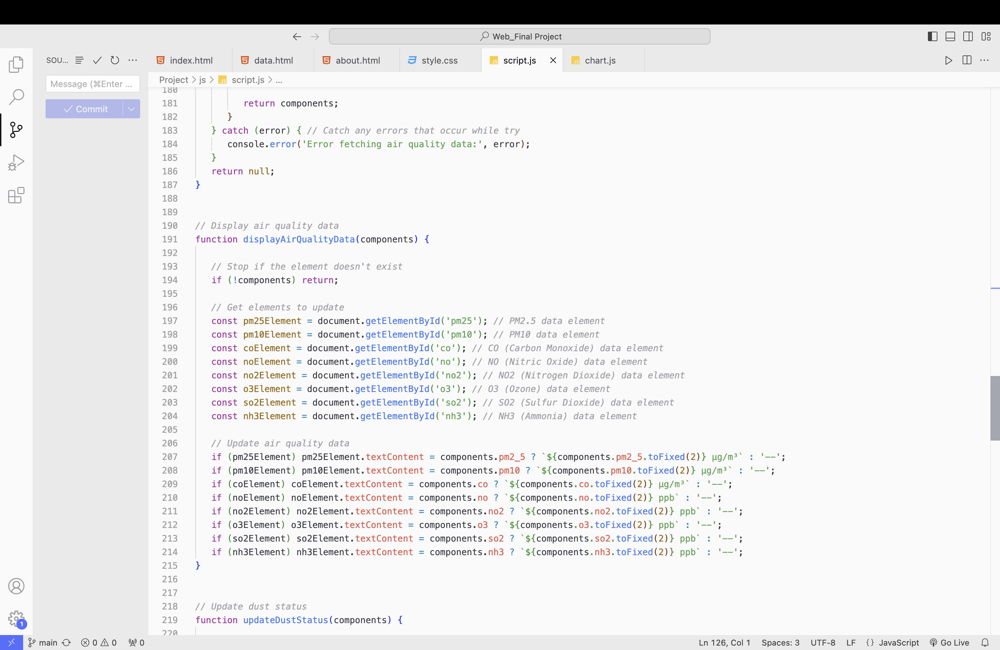 Web_Final Project
SOU...
index.html
data.html
about.html
style.css
JS script.js
JS chart.js
Message (⌘Enter ...
Commit
Project > js > JS script.js > ...
180
181 return components;
182 }
183 } catch (error) { // Catch any errors that occur while try
184 console.error('Error fetching air quality data:', error);
185 }
186 return null;
187 }
188
189
190 // Display air quality data
191 function displayAirQualityData(components) {
192
193 // Stop if the element doesn't exist
194 if (!components) return;
195
196 // Get elements to update
197 const pm25Element = document.getElementById('pm25'); // PM2.5 data element
198 const pm10Element = document.getElementById('pm10'); // PM10 data element
199 const coElement = document.getElementById('co'); // CO (Carbon Monoxide) data element
200 const noElement = document.getElementById('no'); // NO (Nitric Oxide) data element
201 const no2Element = document.getElementById('no2'); // NO2 (Nitrogen Dioxide) data element
202 const o3Element = document.getElementById('o3'); // O3 (Ozone) data element
203 const so2Element = document.getElementById('so2'); // SO2 (Sulfur Dioxide) data element
204 const nh3Element = document.getElementById('nh3'); // NH3 (Ammonia) data element
205
206 // Update air quality data
207 if (pm25Element) pm25Element.textContent = components.pm2_5 ? `${components.pm2_5.toFixed(2)} µg/m³` : '--';
208 if (pm10Element) pm10Element.textContent = components.pm10 ? `${components.pm10.toFixed(2)} µg/m³` : '--';
209 if (coElement) coElement.textContent = components.co ? `${components.co.toFixed(2)} µg/m³` : '--';
210 if (noElement) noElement.textContent = components.no ? `${components.no.toFixed(2)} ppb` : '--';
211 if (no2Element) no2Element.textContent = components.no2 ? `${components.no2.toFixed(2)} ppb` : '--';
212 if (o3Element) o3Element.textContent = components.o3 ? `${components.o3.toFixed(2)} ppb` : '--';
213 if (so2Element) so2Element.textContent = components.so2 ? `${components.so2.toFixed(2)} ppb` : '--';
214 if (nh3Element) nh3Element.textContent = components.nh3 ? `${components.nh3.toFixed(2)} ppb` : '--';
215 }
216
217
218 // Update dust status
219 function updateDustStatus(components) {
220
1
main 0 0 0 Ln 126, Col 1 Spaces: 3 UTF-8 LF {} JavaScript Go Live